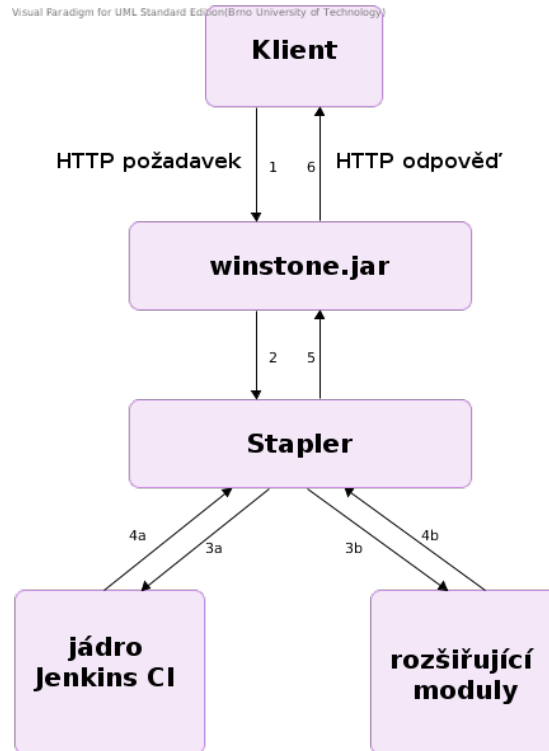 Visual Paradigm for UML Standard Edition(Brno University of Technology)
Klient
HTTP požadavek
1
6
HTTP odpověď
winstone.jar
2
5
Stapler
4a
3a
3b
4b
jádro
Jenkins CI
rozšiřující
moduly